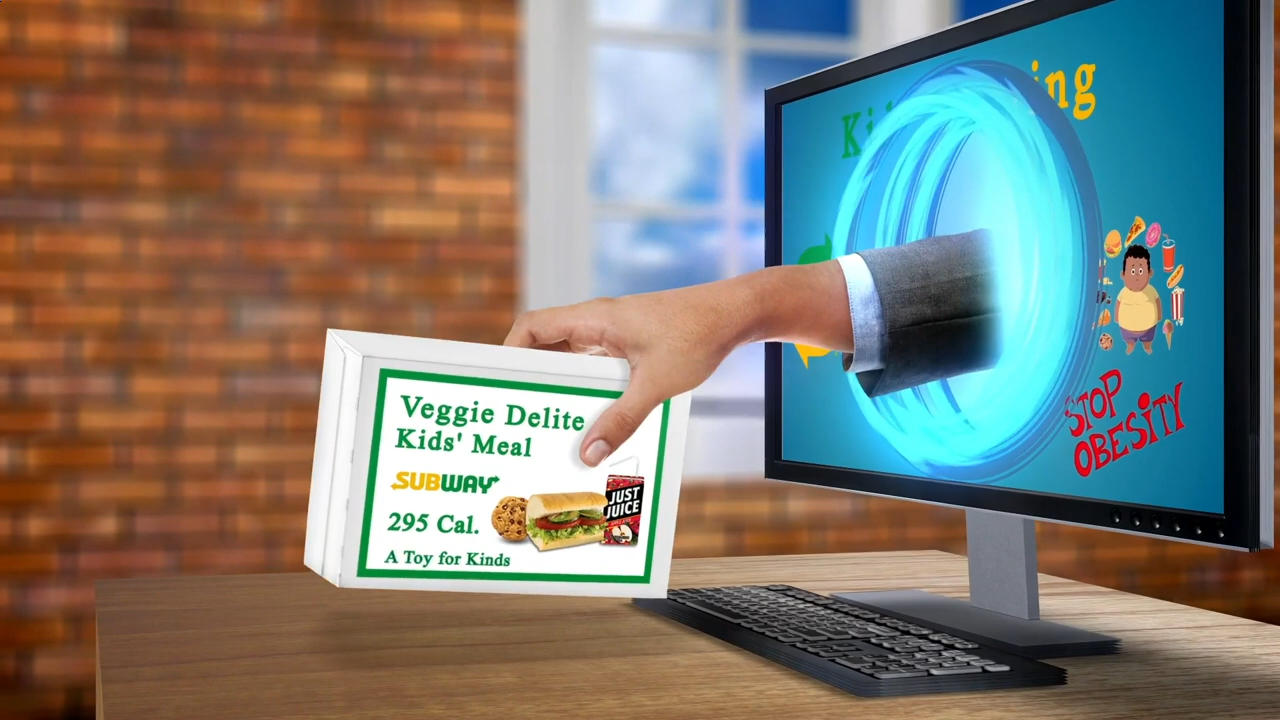 Veggie Delite
Kids' Meal
SUBWAY
295 Cal.
A Toy for Kinds
JUST
JUICE
STOP
OBESITY